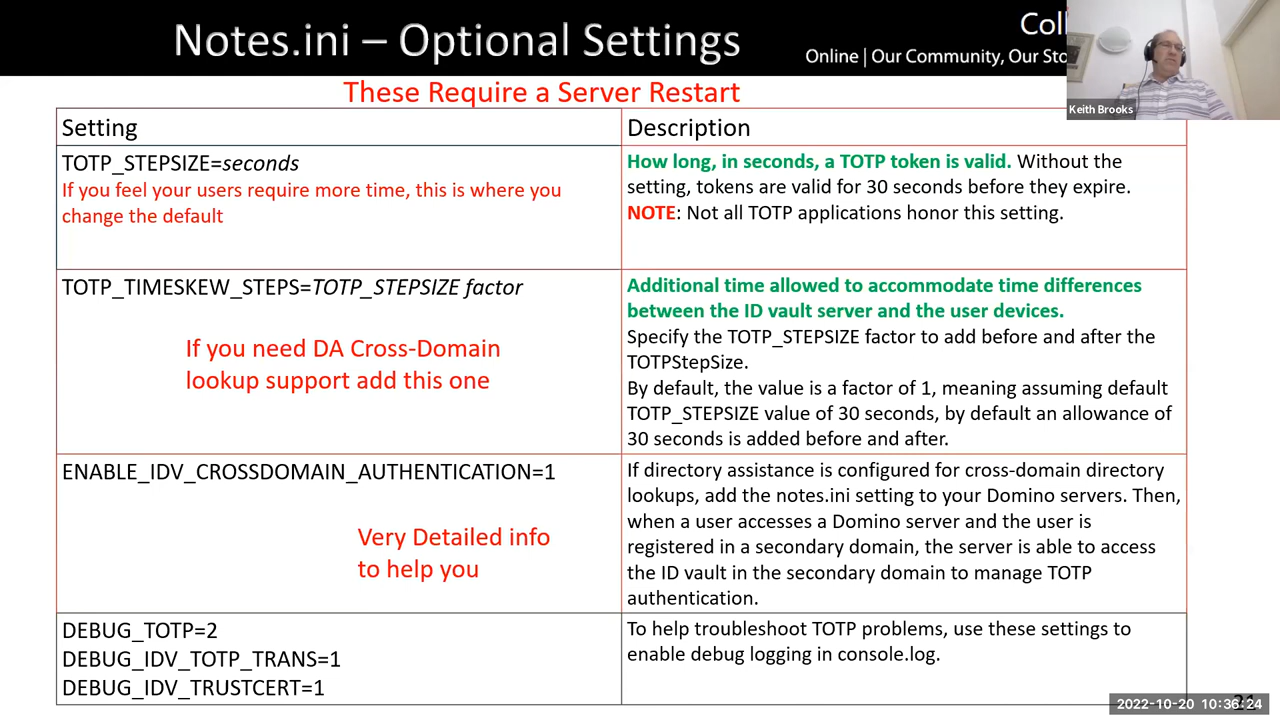 Notes.ini – Optional Settings
Coll
Online | Our Community, Our Sto
Keith Brooks
These Require a Server Restart
Setting
Description
TOTP_STEPSIZE=seconds
If you feel your users require more time, this is where you
change the default
How long, in seconds, a TOTP token is valid. Without the
setting, tokens are valid for 30 seconds before they expire.
NOTE: Not all TOTP applications honor this setting.
TOTP_TIMESKEW_STEPS=TOTP_STEPSIZE factor
If you need DA Cross-Domain
lookup support add this one
Additional time allowed to accommodate time differences
between the ID vault server and the user devices.
Specify the TOTP_STEPSIZE factor to add before and after the
TOTPStepSize.
By default, the value is a factor of 1, meaning assuming default
TOTP_STEPSIZE value of 30 seconds, by default an allowance of
30 seconds is added before and after.
ENABLE_IDV_CROSSDOMAIN_AUTHENTICATION=1
Very Detailed info
to help you
If directory assistance is configured for cross-domain directory
lookups, add the notes.ini setting to your Domino servers. Then,
when a user accesses a Domino server and the user is
registered in a secondary domain, the server is able to access
the ID vault in the secondary domain to manage TOTP
authentication.
DEBUG_TOTP=2
DEBUG_IDV_TOTP_TRANS=1
DEBUG_IDV_TRUSTCERT=1
To help troubleshoot TOTP problems, use these settings to
enable debug logging in console.log.
2022-10-20 10:36:24